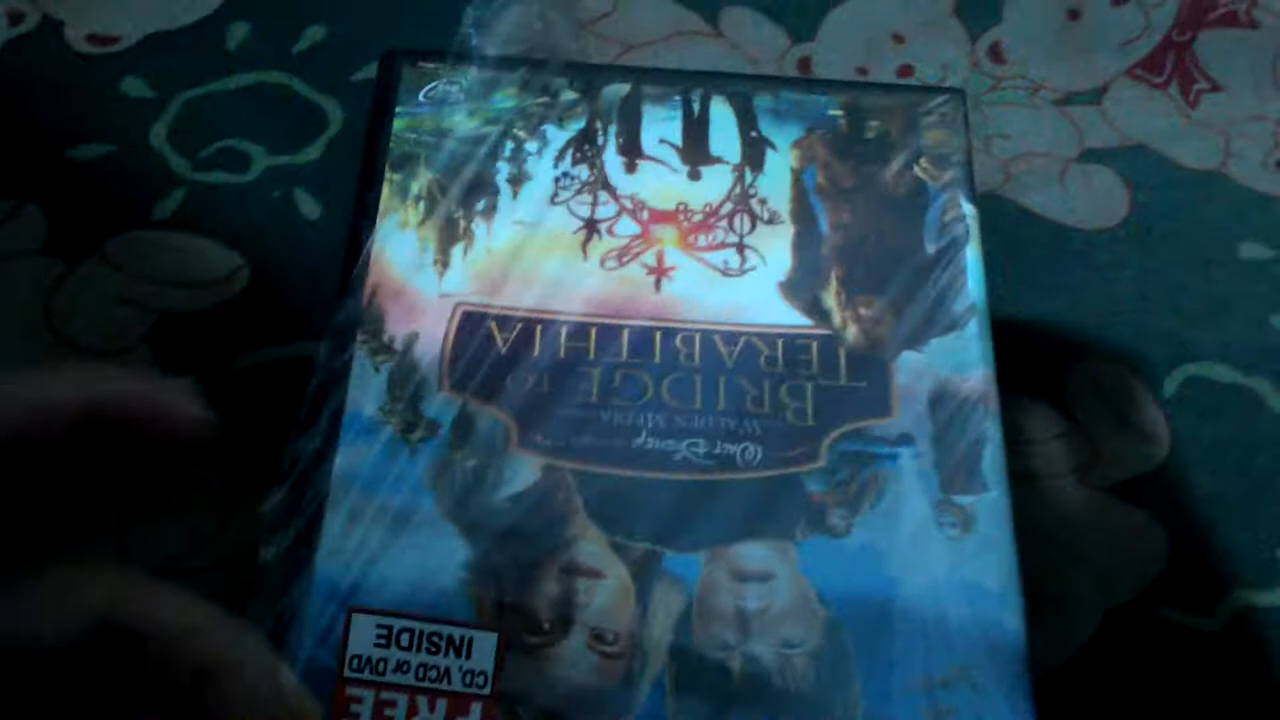 WALT DISNEY
WALDEN MEDIA
BRIDGE TO
TERABITHIA
FREE
CD, VCD or DVD
INSIDE